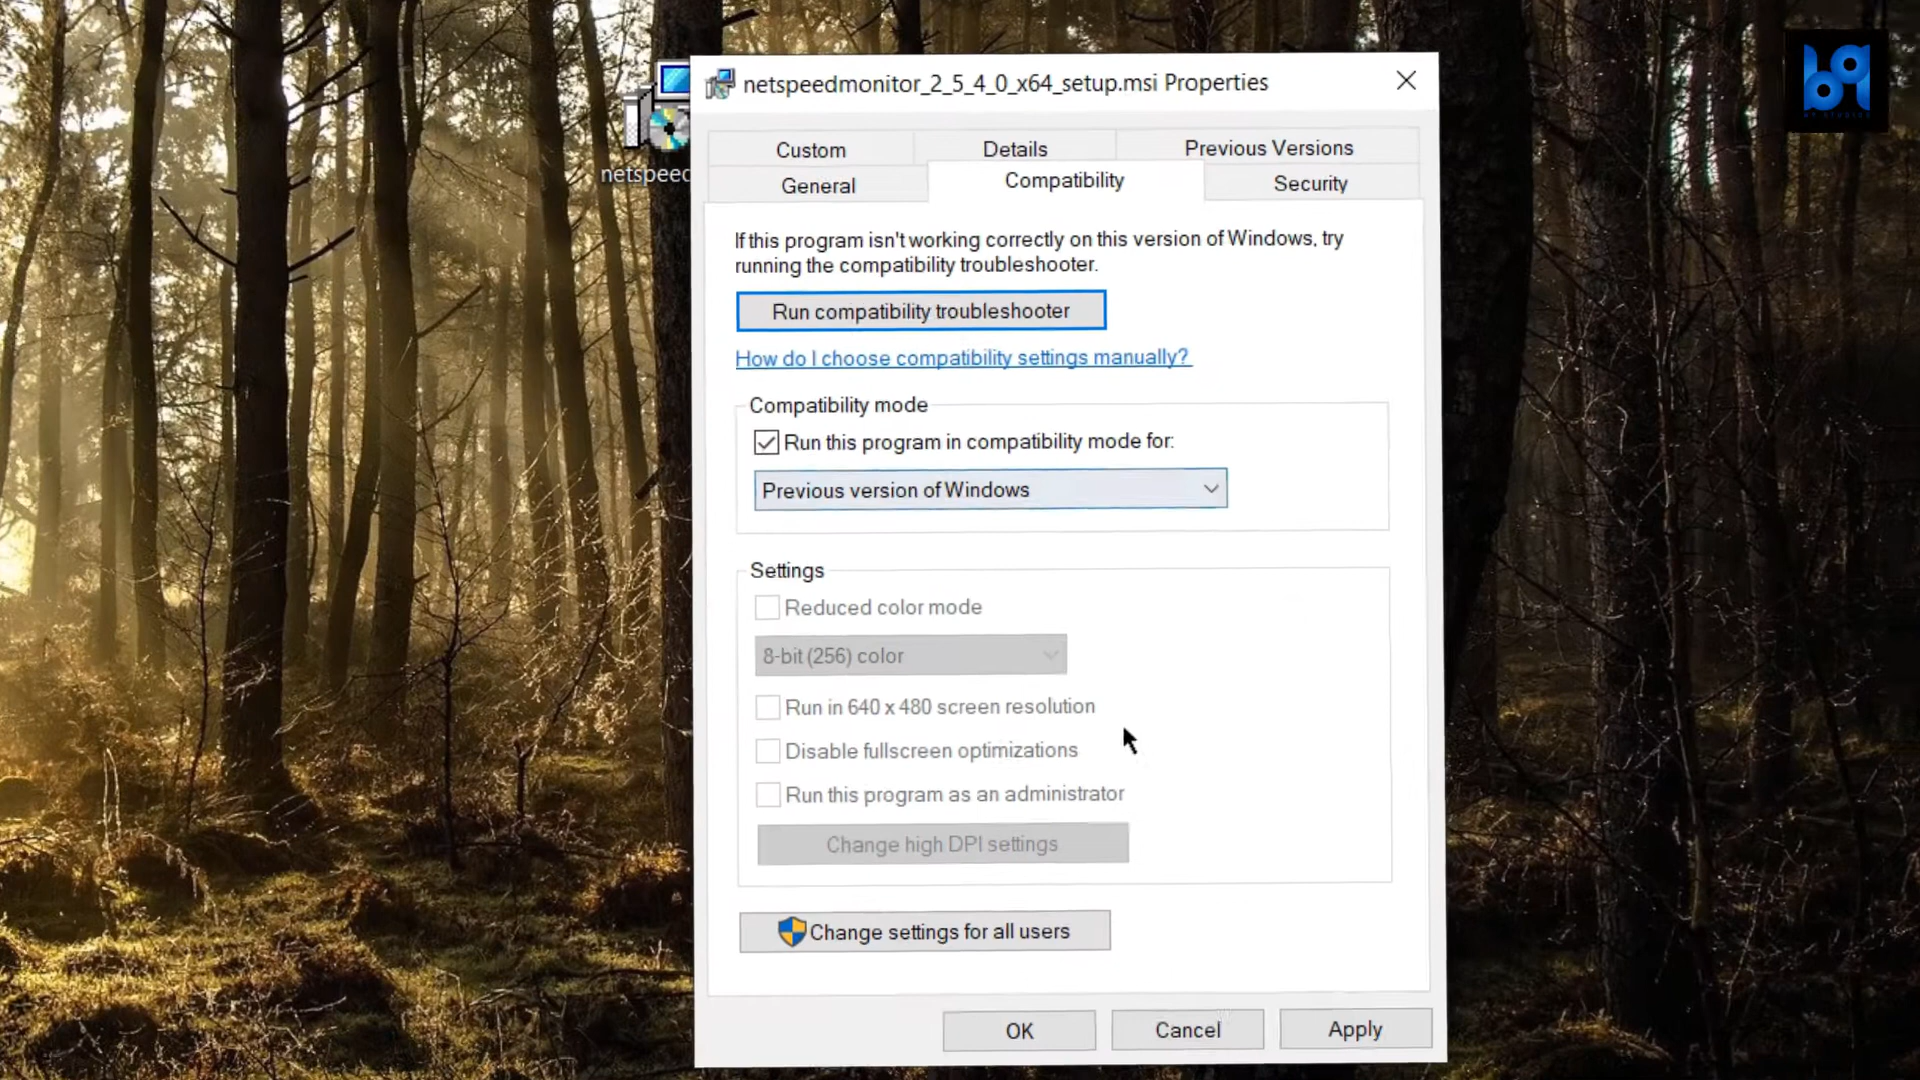 netspeedmonitor_2_5_4_0_x64_setup.msi Properties
netspeed
Custom
Details
Previous Versions
General
Compatibility
Security
If this program isn't working correctly on this version of Windows, try
running the compatibility troubleshooter.
Run compatibility troubleshooter
How do I choose compatibility settings manually?
Compatibility mode
Run this program in compatibility mode for:
Previous version of Windows
Settings
Reduced color mode
8-bit (256) color
Run in 640 x 480 screen resolution
Disable fullscreen optimizations
Run this program as an administrator
Change high DPI settings
Change settings for all users
OK
Cancel
Apply